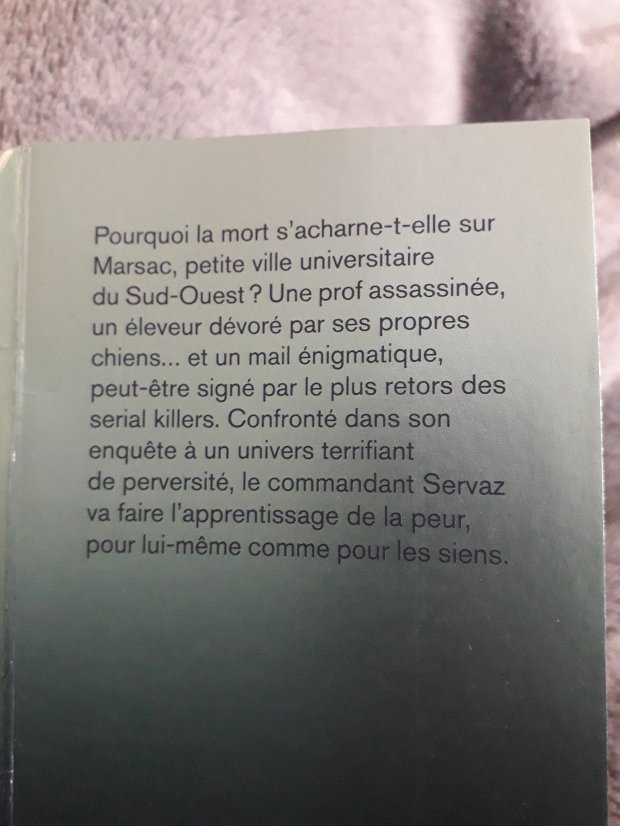 Pourquoi la mort s'acharne-t-elle sur
Marsac, petite ville universitaire
du Sud-Ouest ? Une prof assassinée,
un éleveur dévoré par ses propres
chiens... et un mail énigmatique,
peut-être signé par le plus retors des
serial killers. Confronté dans son
enquête à un univers terrifiant
de perversité, le commandant Servaz
va faire l'apprentissage de la peur,
pour lui-même comme pour les siens.